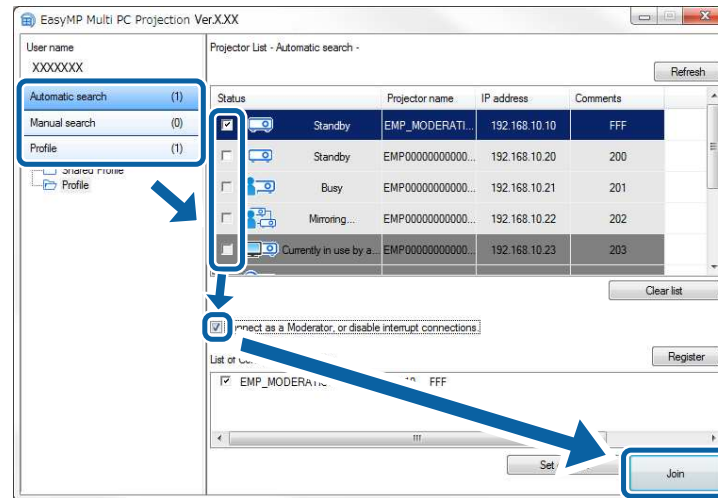 EasyMP Multi PC Projection Ver.X.XX
User name
XXXXXXX
Automatic search (1)
Manual search (0)
Profile (1)
Shared Profile
Profile
Projector List - Automatic search -
Refresh
Status Projector name IP address Comments
Standby EMP_MODERATI... 192.168.10.10 FFF
Standby EMP00000000000... 192.168.10.20 200
Busy EMP00000000000... 192.168.10.21 201
Mirroring... EMP00000000000... 192.168.10.22 202
Currently in use by a... EMP00000000000... 192.168.10.23 203
Clear list
as a Moderator, or disable interrupt connections.
List of
Register
FFF
Set
Join